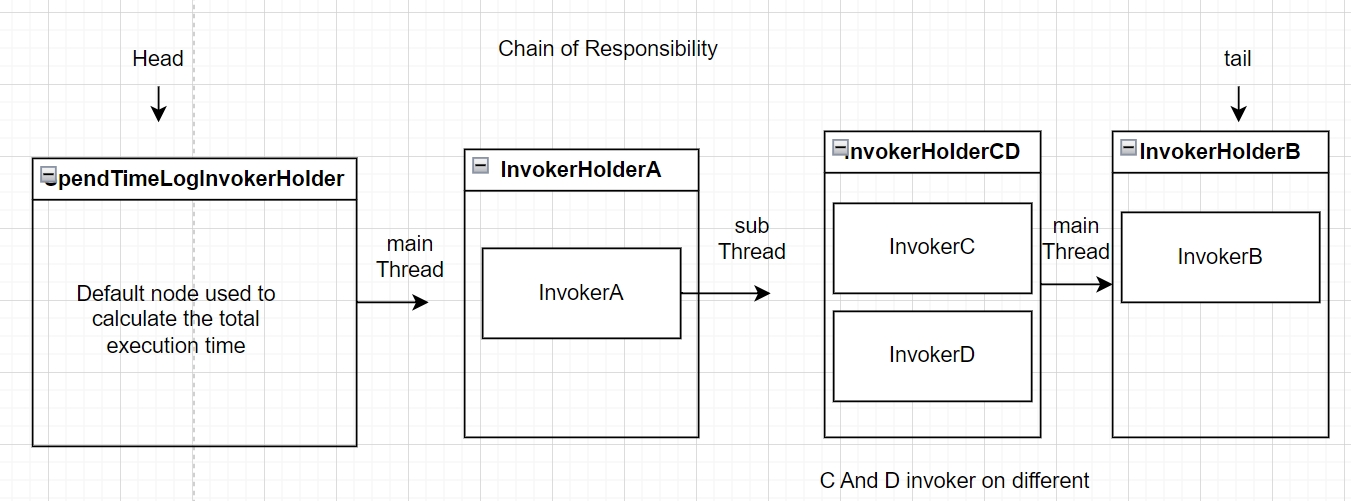 Chain of Responsibility
Head
tail
SpendTimeLogInvokerHolder
InvokerHolderA
InvokerHolderCD
InvokerHolderB
main
Thread
sub
Thread
main
Thread
Default node used to
calculate the total
execution time
InvokerA
InvokerC
InvokerD
InvokerB
C And D invoker on different